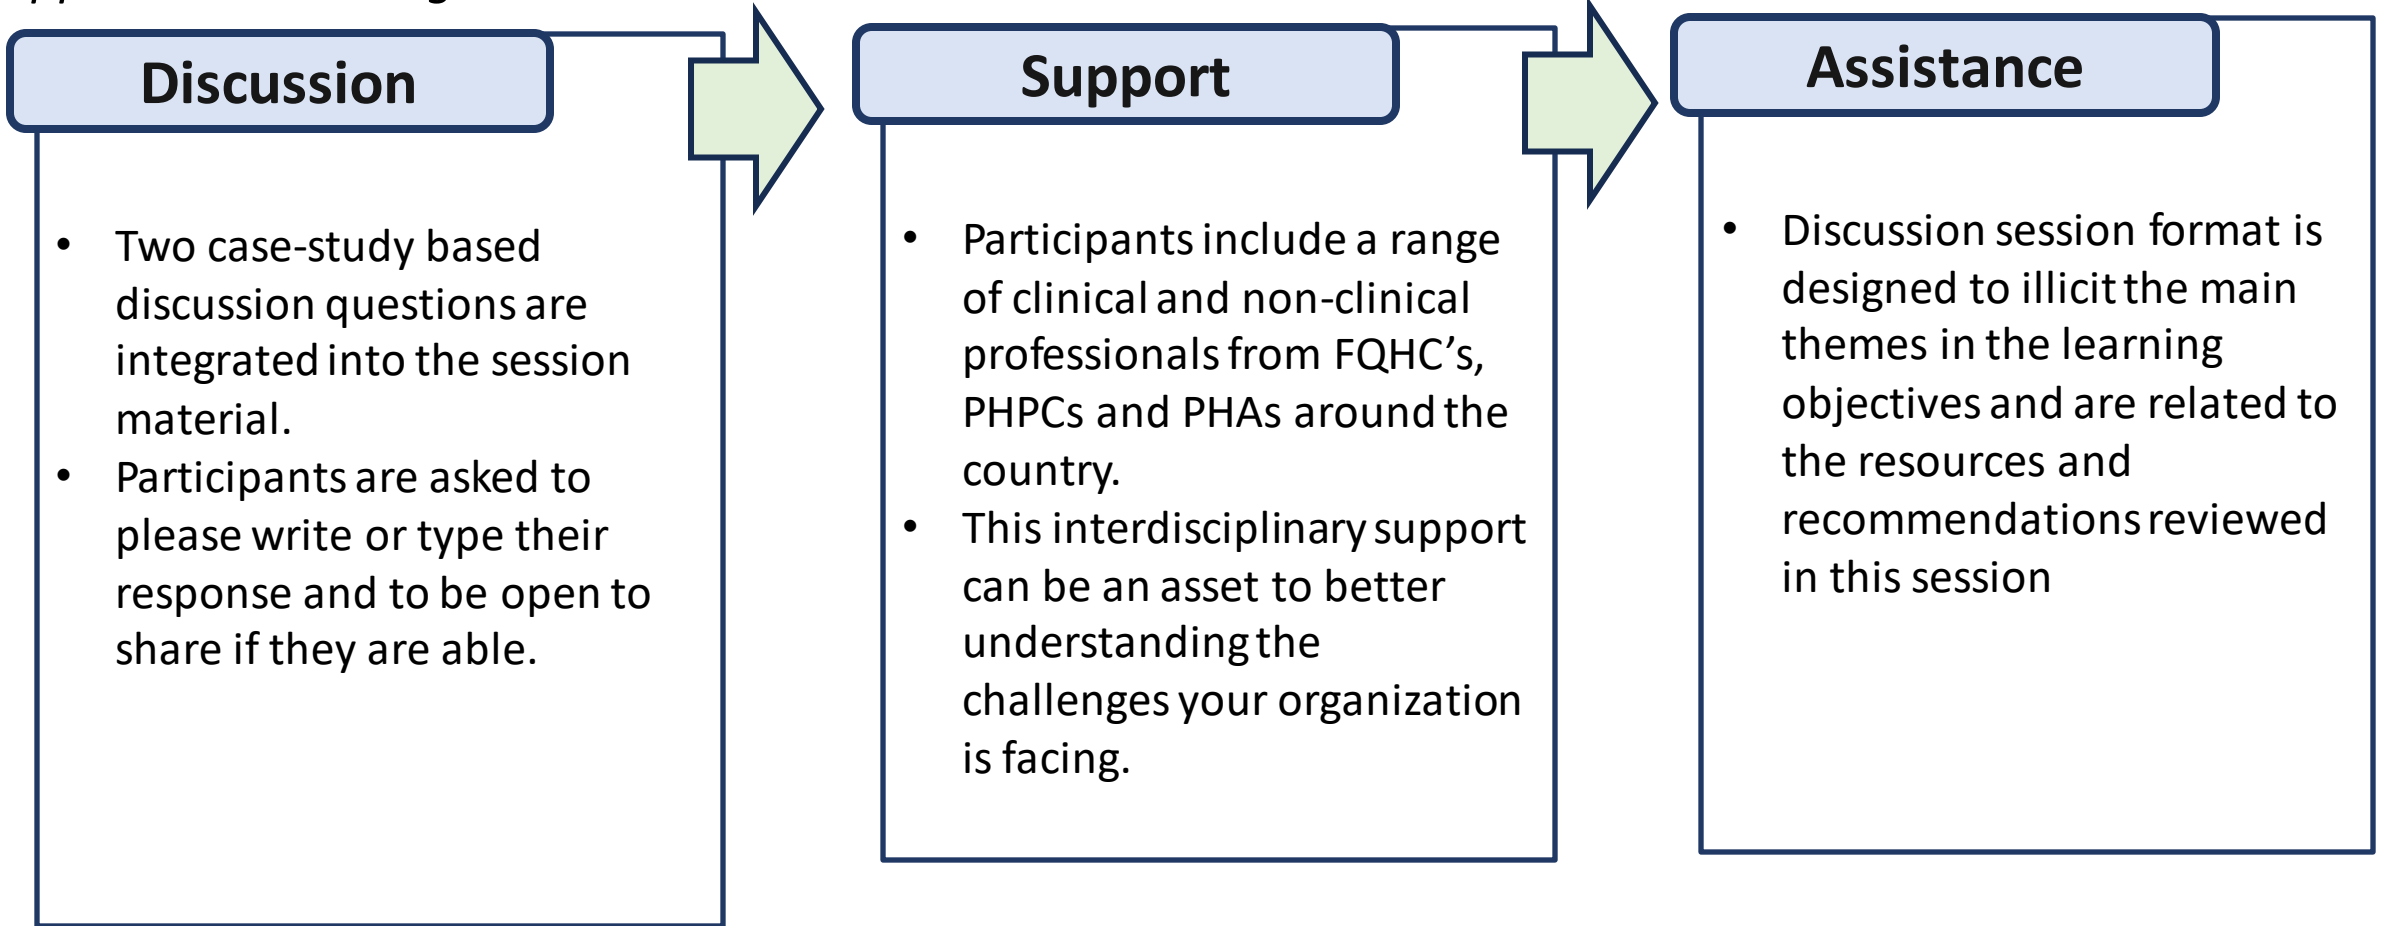 Discussion
• Two case-study based
discussion questions are
integrated into the session
material.
• Participants are asked to
please write or type their
response and to be open to
share if they are able.
Support
• Participants include a range
of clinical and non-clinical
professionals from FQHC’s,
PHPCs and PHAs around the
country.
• This interdisciplinary support
can be an asset to better
understanding the
challenges your organization
is facing.
Assistance
• Discussion session format is
designed to illicit the main
themes in the learning
objectives and are related to
the resources and
recommendations reviewed
in this session